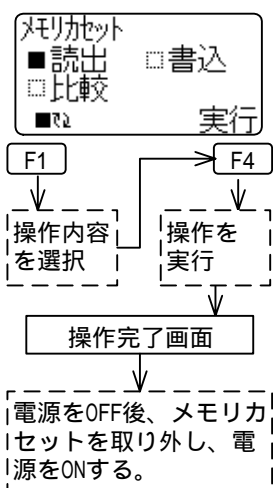 メモリカセット
■読出 □書込
□比較
■↻ 実行
F1 F4
操作内容
を選択
操作を
実行
操作完了画面
電源をOFF後、メモリカ
セットを取り外し、電
源をONする。